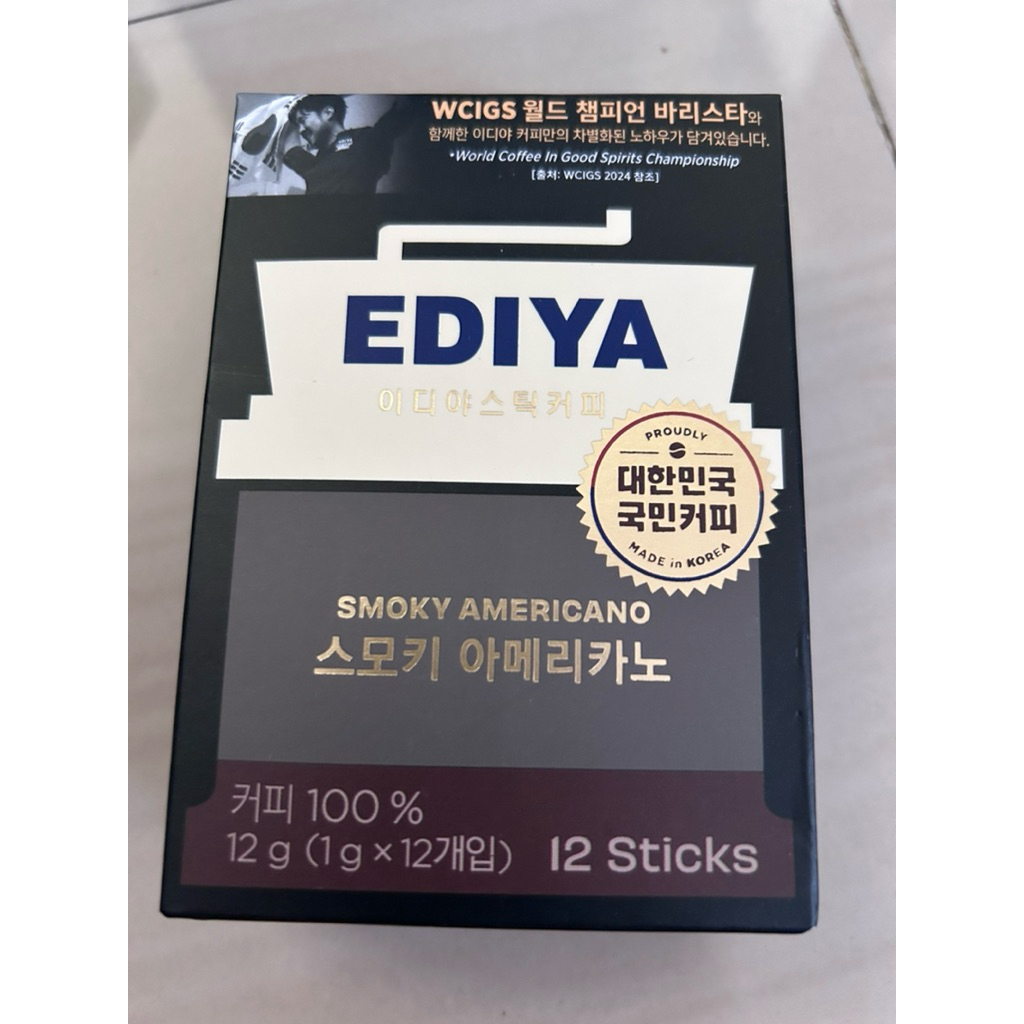 WCIGS 월드 챔피언 바리스타와
함께한 이디야 커피만의 차별화된 노하우가 담겨있습니다.
•World Coffee In Good Spirits Championship
[출처: WCIGS 2024 참조]
EDIYA
이디야스틱커피
PROUDLY
대한민국
국민커피
MADE in KOREA
SMOKY AMERICANO
스모키 아메리카노
커피 100 %
12 g (1 g × 12개입)
12 Sticks